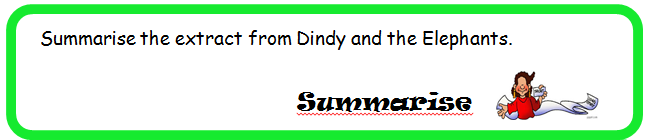 Summarise the extract from Dindy and the Elephants.
Summarise